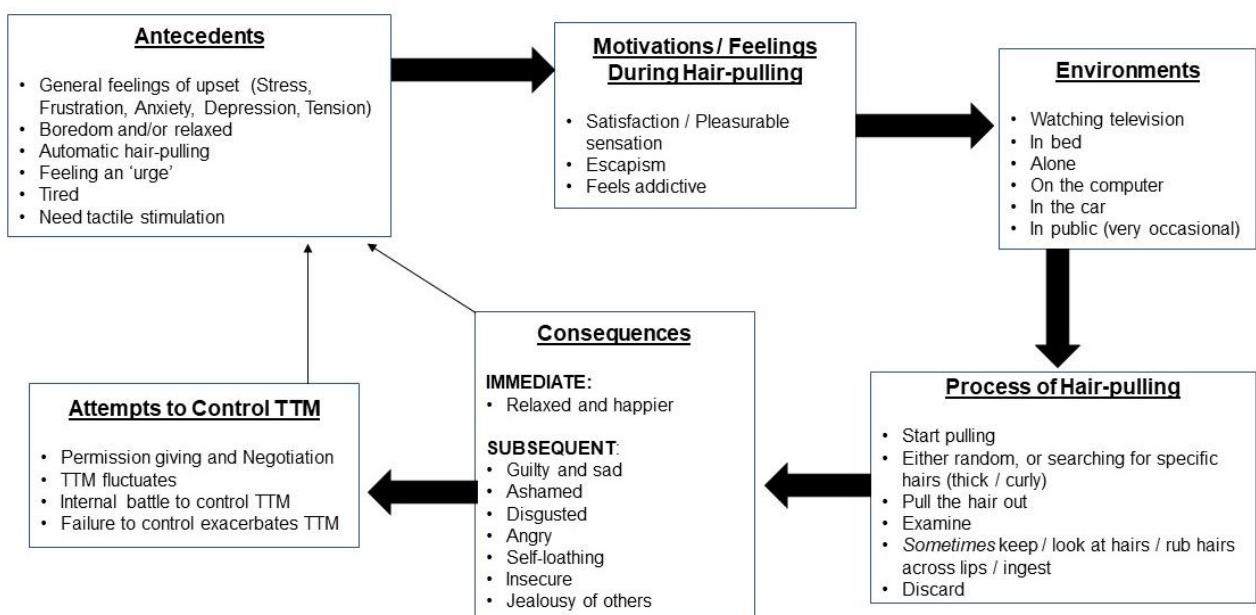 Antecedents
• General feelings of upset (Stress,
Frustration, Anxiety, Depression, Tension)
• Boredom and/or relaxed
• Automatic hair-pulling
• Feeling an ‘urge’
• Tired
• Need tactile stimulation
Motivations / Feelings
During Hair-pulling
• Satisfaction / Pleasurable
sensation
• Escapism
• Feels addictive
Environments
• Watching television
• In bed
• Alone
• On the computer
• In the car
• In public (very occasional)
Process of Hair-pulling
• Start pulling
• Either random, or searching for specific
hairs (thick / curly)
• Pull the hair out
• Examine
• Sometimes keep / look at hairs / rub hairs
across lips / ingest
• Discard
Consequences
IMMEDIATE:
• Relaxed and happier
SUBSEQUENT:
• Guilty and sad
• Ashamed
• Disgusted
• Angry
• Self-loathing
• Insecure
• Jealousy of others
Attempts to Control TTM
• Permission giving and Negotiation
• TTM fluctuates
• Internal battle to control TTM
• Failure to control exacerbates TTM